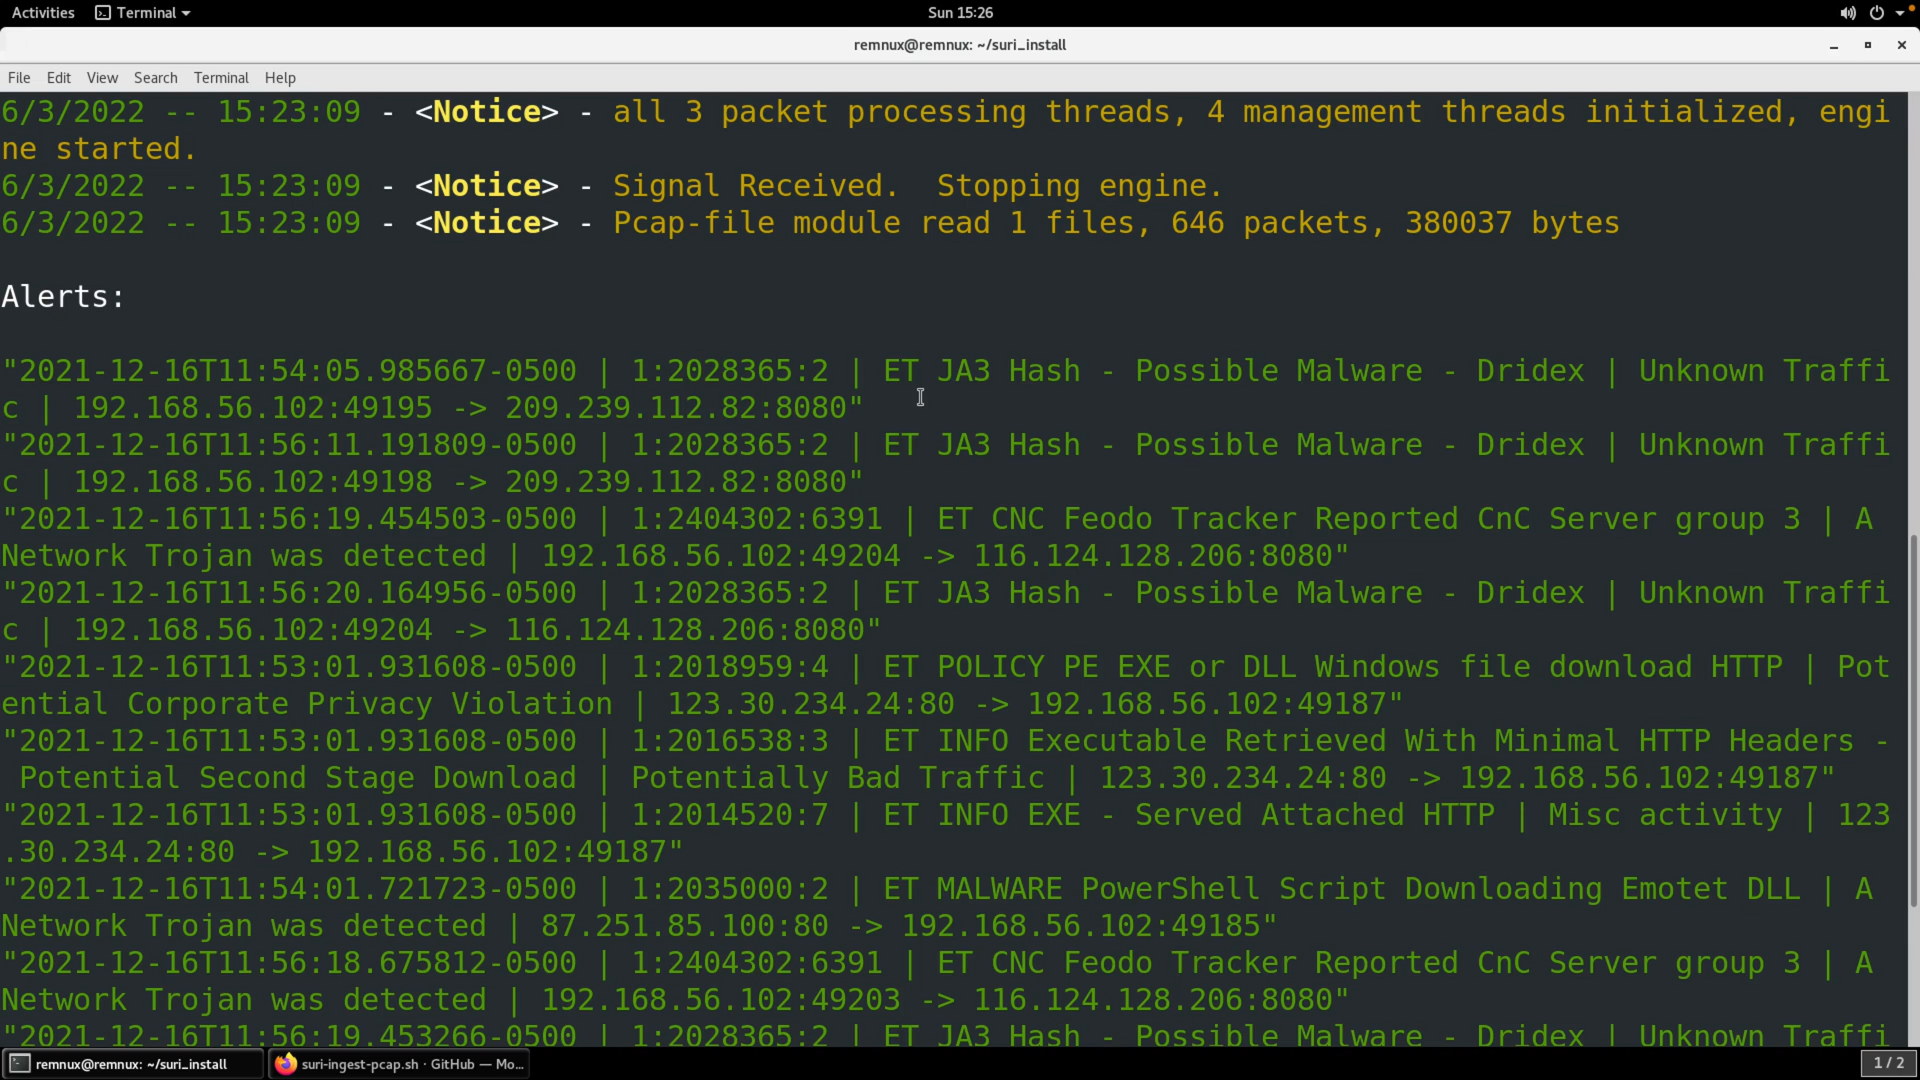 Activities Terminal Sun 15:26
remnux@remnux: ~/suri_install
File Edit View Search Terminal Help
6/3/2022 -- 15:23:09 - <Notice> - all 3 packet processing threads, 4 management threads initialized, engi
ne started.
6/3/2022 -- 15:23:09 - <Notice> - Signal Received.  Stopping engine.
6/3/2022 -- 15:23:09 - <Notice> - Pcap-file module read 1 files, 646 packets, 380037 bytes
Alerts:
"2021-12-16T11:54:05.985667-0500 | 1:2028365:2 | ET JA3 Hash - Possible Malware - Dridex | Unknown Traffi
c | 192.168.56.102:49195 -> 209.239.112.82:8080"
"2021-12-16T11:56:11.191809-0500 | 1:2028365:2 | ET JA3 Hash - Possible Malware - Dridex | Unknown Traffi
c | 192.168.56.102:49198 -> 209.239.112.82:8080"
"2021-12-16T11:56:19.454503-0500 | 1:2404302:6391 | ET CNC Feodo Tracker Reported CnC Server group 3 | A
Network Trojan was detected | 192.168.56.102:49204 -> 116.124.128.206:8080"
"2021-12-16T11:56:20.164956-0500 | 1:2028365:2 | ET JA3 Hash - Possible Malware - Dridex | Unknown Traffi
c | 192.168.56.102:49204 -> 116.124.128.206:8080"
"2021-12-16T11:53:01.931608-0500 | 1:2018959:4 | ET POLICY PE EXE or DLL Windows file download HTTP | Pot
ential Corporate Privacy Violation | 123.30.234.24:80 -> 192.168.56.102:49187"
"2021-12-16T11:53:01.931608-0500 | 1:2016538:3 | ET INFO Executable Retrieved With Minimal HTTP Headers -
 Potential Second Stage Download | Potentially Bad Traffic | 123.30.234.24:80 -> 192.168.56.102:49187"
"2021-12-16T11:53:01.931608-0500 | 1:2014520:7 | ET INFO EXE - Served Attached HTTP | Misc activity | 123
.30.234.24:80 -> 192.168.56.102:49187"
"2021-12-16T11:54:01.721723-0500 | 1:2035000:2 | ET MALWARE PowerShell Script Downloading Emotet DLL | A
Network Trojan was detected | 87.251.85.100:80 -> 192.168.56.102:49185"
"2021-12-16T11:56:18.675812-0500 | 1:2404302:6391 | ET CNC Feodo Tracker Reported CnC Server group 3 | A
Network Trojan was detected | 192.168.56.102:49203 -> 116.124.128.206:8080"
"2021-12-16T11:56:19.453266-0500 | 1:2028365:2 | ET JA3 Hash - Possible Malware - Dridex | Unknown Traffi
remnux@remnux: ~/suri_install suri-ingest-pcap.sh · GitHub — Mo... 1 / 2